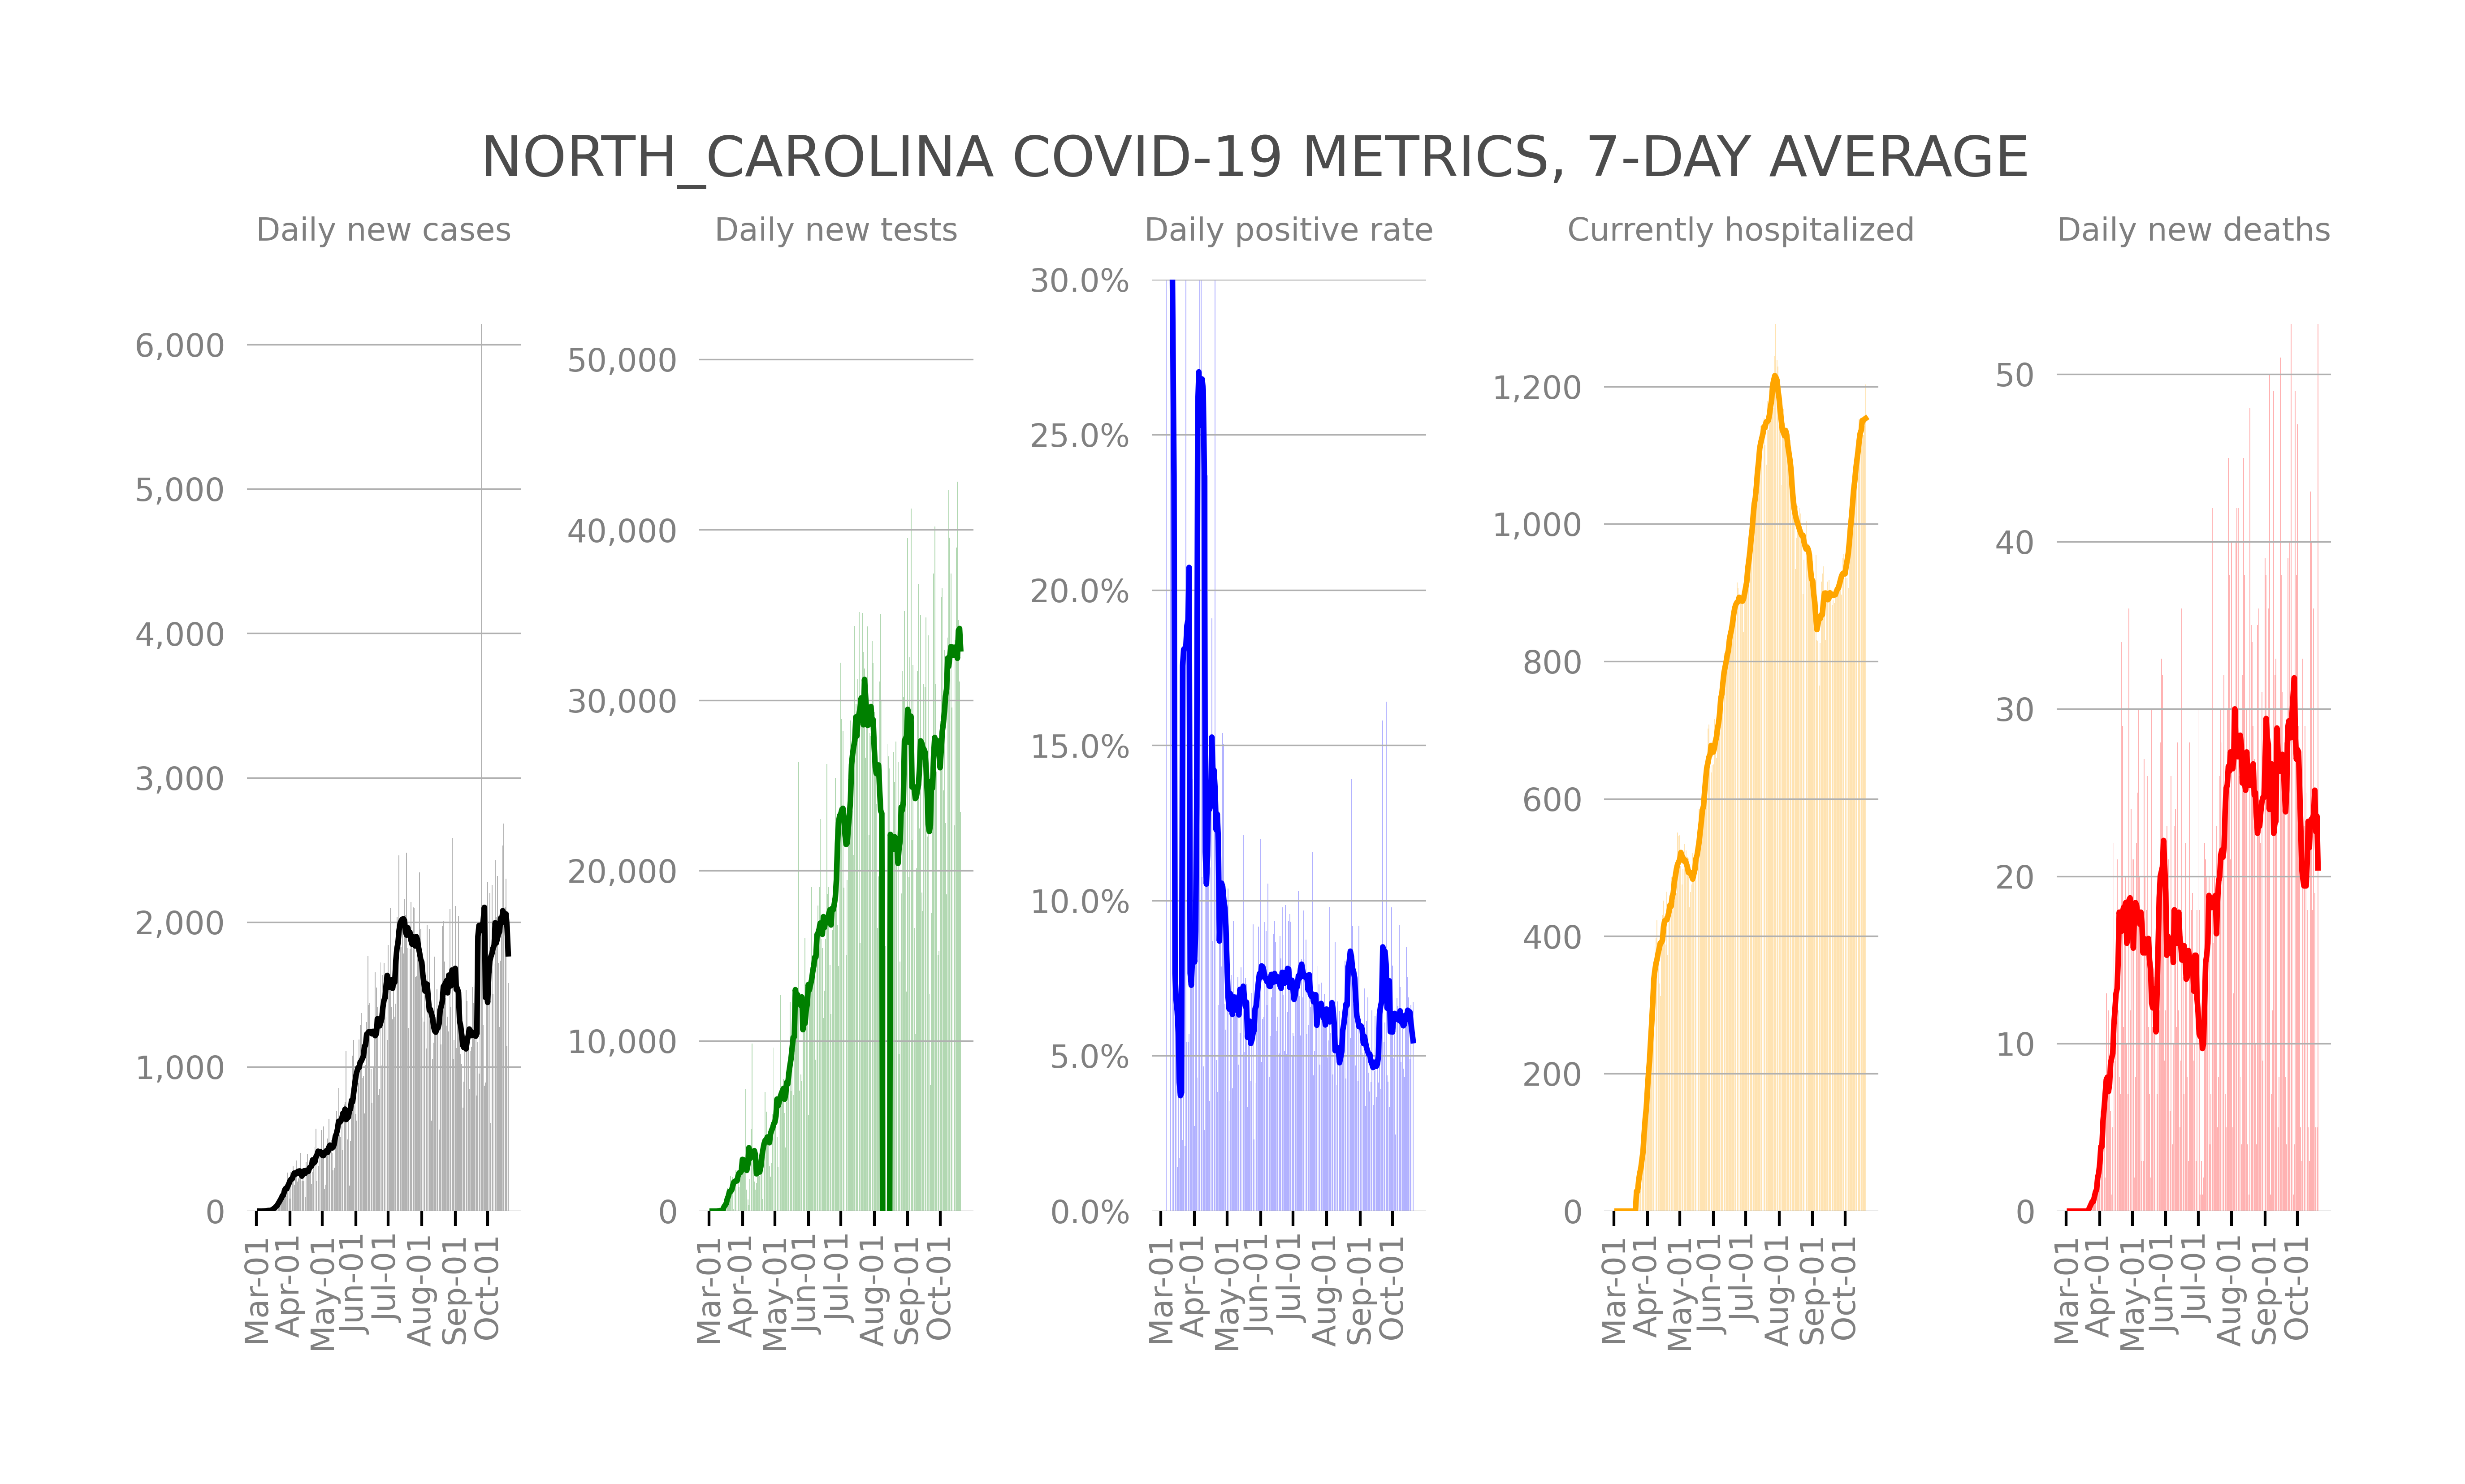 NORTH_CAROLINA COVID-19 METRICS, 7-DAY AVERAGE
Daily new cases
6,000
5,000
4,000
3,000
2,000
1,000
0
Mar-01
Apr-01
May-01
Jun-01
Jul-01
Aug-01
Sep-01
Oct-01
Daily new tests
50,000
40,000
30,000
20,000
10,000
0
Mar-01
Apr-01
May-01
Jun-01
Jul-01
Aug-01
Sep-01
Oct-01
Daily positive rate
30.0%
25.0%
20.0%
15.0%
10.0%
5.0%
0.0%
Mar-01
Apr-01
May-01
Jun-01
Jul-01
Aug-01
Sep-01
Oct-01
Currently hospitalized
1,200
1,000
800
600
400
200
0
Mar-01
Apr-01
May-01
Jun-01
Jul-01
Aug-01
Sep-01
Oct-01
Daily new deaths
50
40
30
20
10
0
Mar-01
Apr-01
May-01
Jun-01
Jul-01
Aug-01
Sep-01
Oct-01